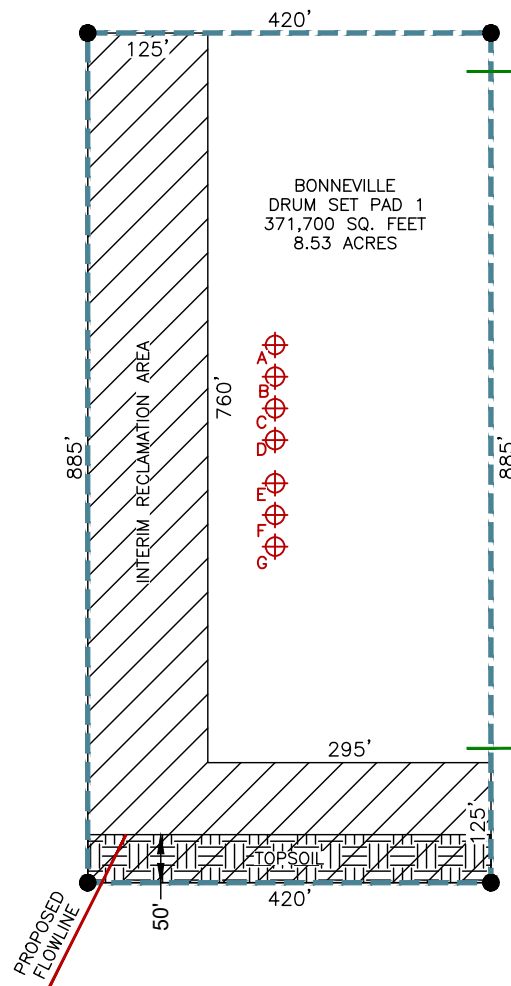 420'
125'
BONNEVILLE
DRUM SET PAD 1
371,700 SQ. FEET
8.53 ACRES
A
B
C
D
E
F
G
760'
INTERIM RECLAMATION AREA
885'
885'
295'
125'
TOPSOIL
50'
420'
PROPOSED
FLOWLINE